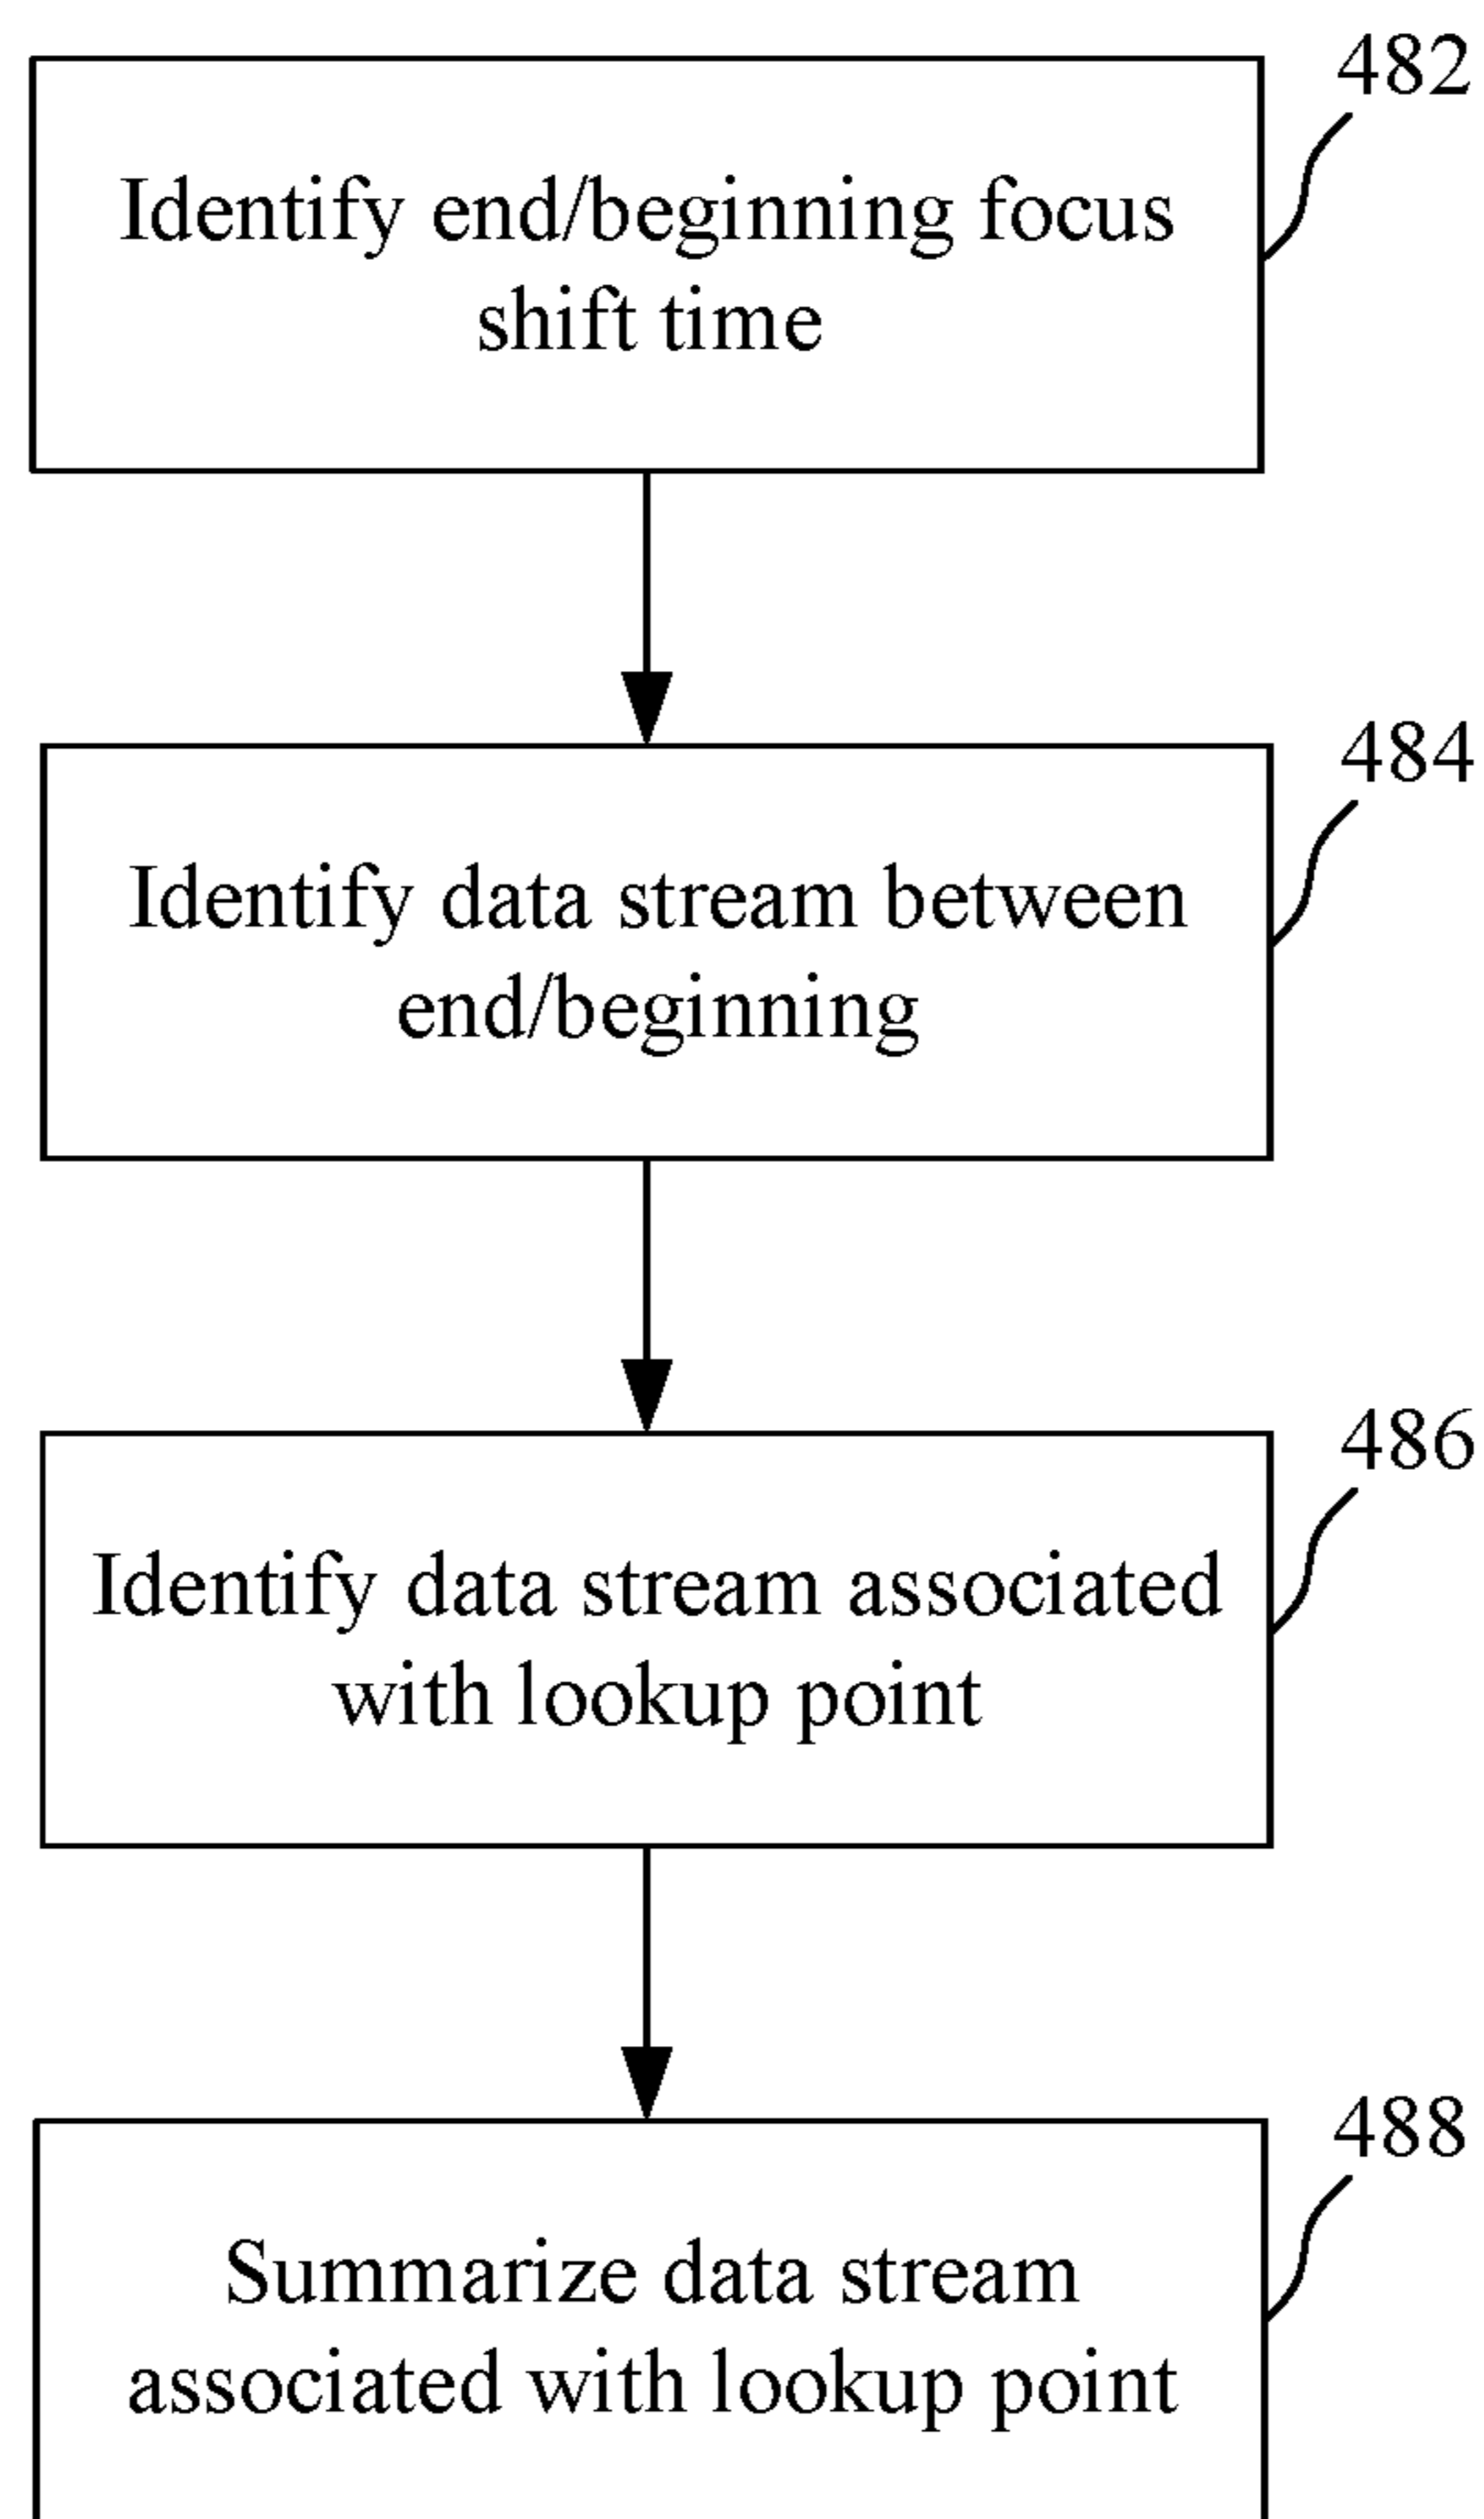 482
Identify end/beginning focus
shift time
484
Identify data stream between
end/beginning
486
Identify data stream associated
with lookup point
488
Summarize data stream
associated with lookup point